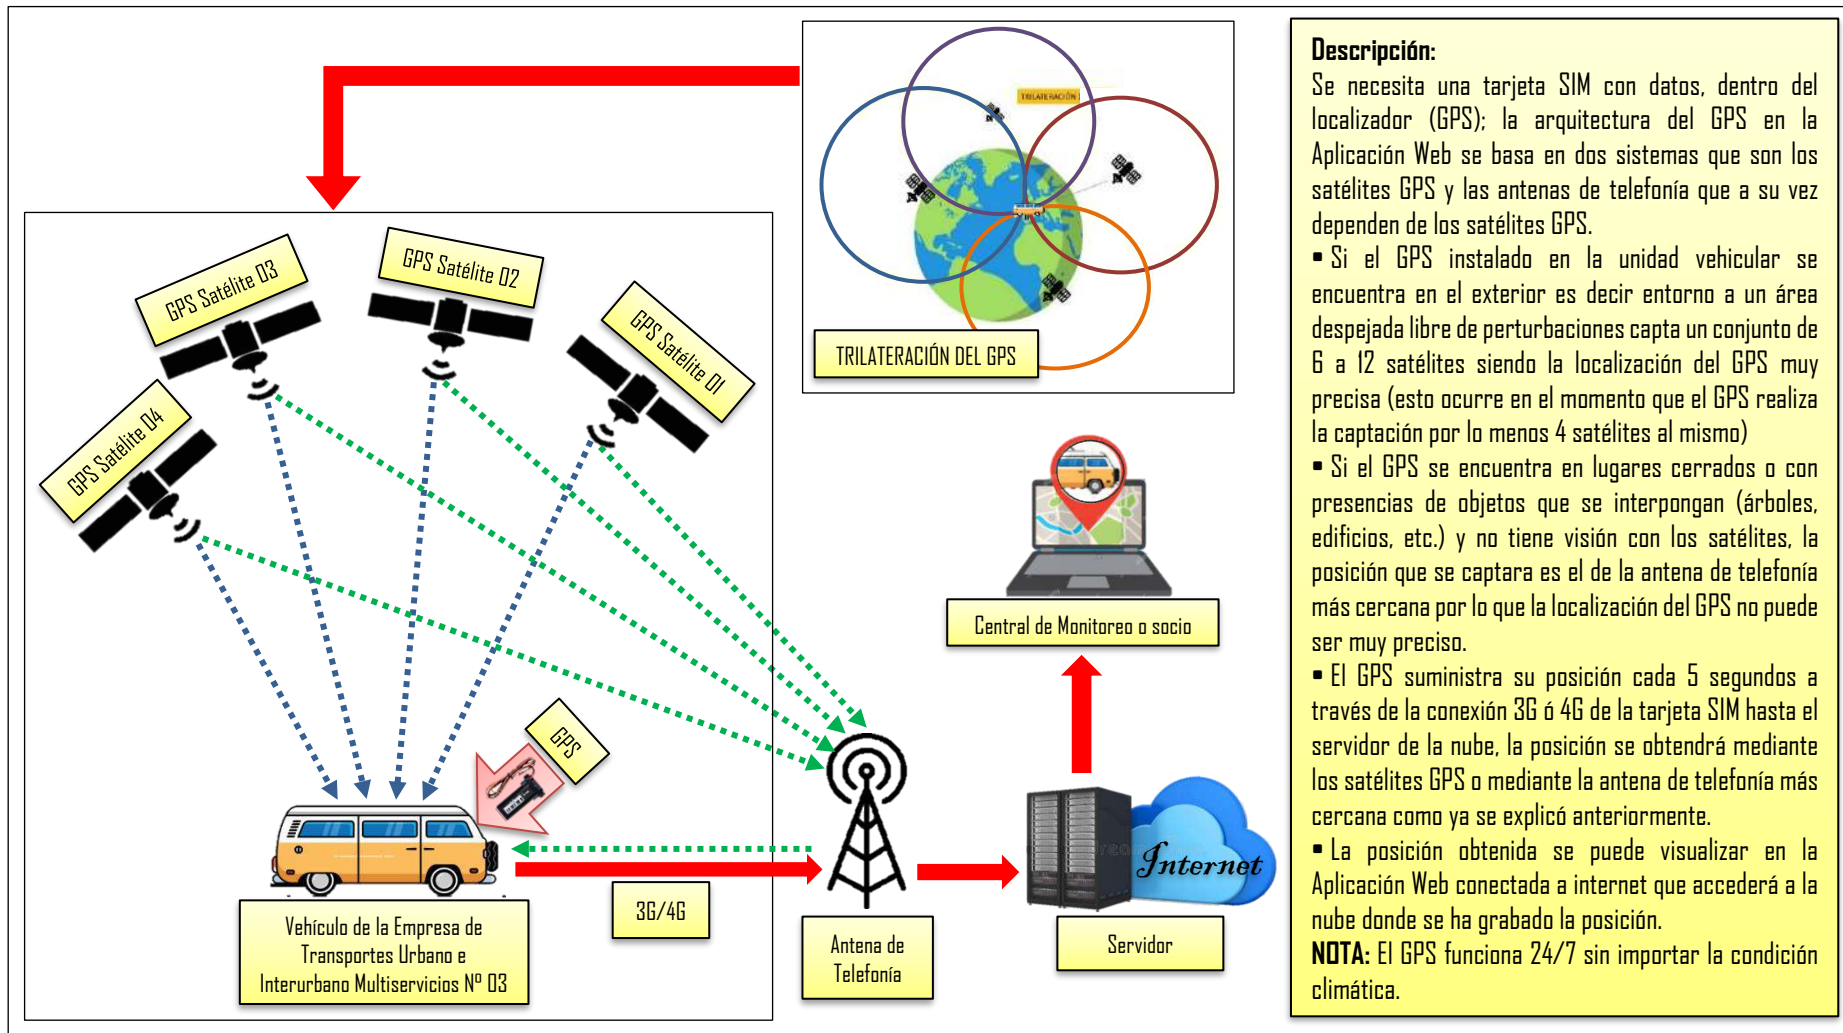 TRILATERACIÓN
TRILATERACIÓN DEL GPS
GPS Satélite 03
GPS Satélite 02
GPS Satélite 01
GPS Satélite 04
GPS
Vehículo de la Empresa de
Transportes Urbano e
Interurbano Multiservicios Nº 03
3G/4G
Antena de
Telefonía
Central de Monitoreo o socio
Internet
Servidor
Descripción:
Se necesita una tarjeta SIM con datos, dentro del
localizador (GPS); la arquitectura del GPS en la
Aplicación Web se basa en dos sistemas que son los
satélites GPS y las antenas de telefonía que a su vez
dependen de los satélites GPS.
▪ Si el GPS instalado en la unidad vehicular se
encuentra en el exterior es decir entorno a un área
despejada libre de perturbaciones capta un conjunto de
6 a 12 satélites siendo la localización del GPS muy
precisa (esto ocurre en el momento que el GPS realiza
la captación por lo menos 4 satélites al mismo)
▪ Si el GPS se encuentra en lugares cerrados o con
presencias de objetos que se interpongan (árboles,
edificios, etc.) y no tiene visión con los satélites, la
posición que se captara es el de la antena de telefonía
más cercana por lo que la localización del GPS no puede
ser muy preciso.
▪ El GPS suministra su posición cada 5 segundos a
través de la conexión 3G ó 4G de la tarjeta SIM hasta el
servidor de la nube, la posición se obtendrá mediante
los satélites GPS o mediante la antena de telefonía más
cercana como ya se explicó anteriormente.
▪ La posición obtenida se puede visualizar en la
Aplicación Web conectada a internet que accederá a la
nube donde se ha grabado la posición.
NOTA: El GPS funciona 24/7 sin importar la condición
climática.